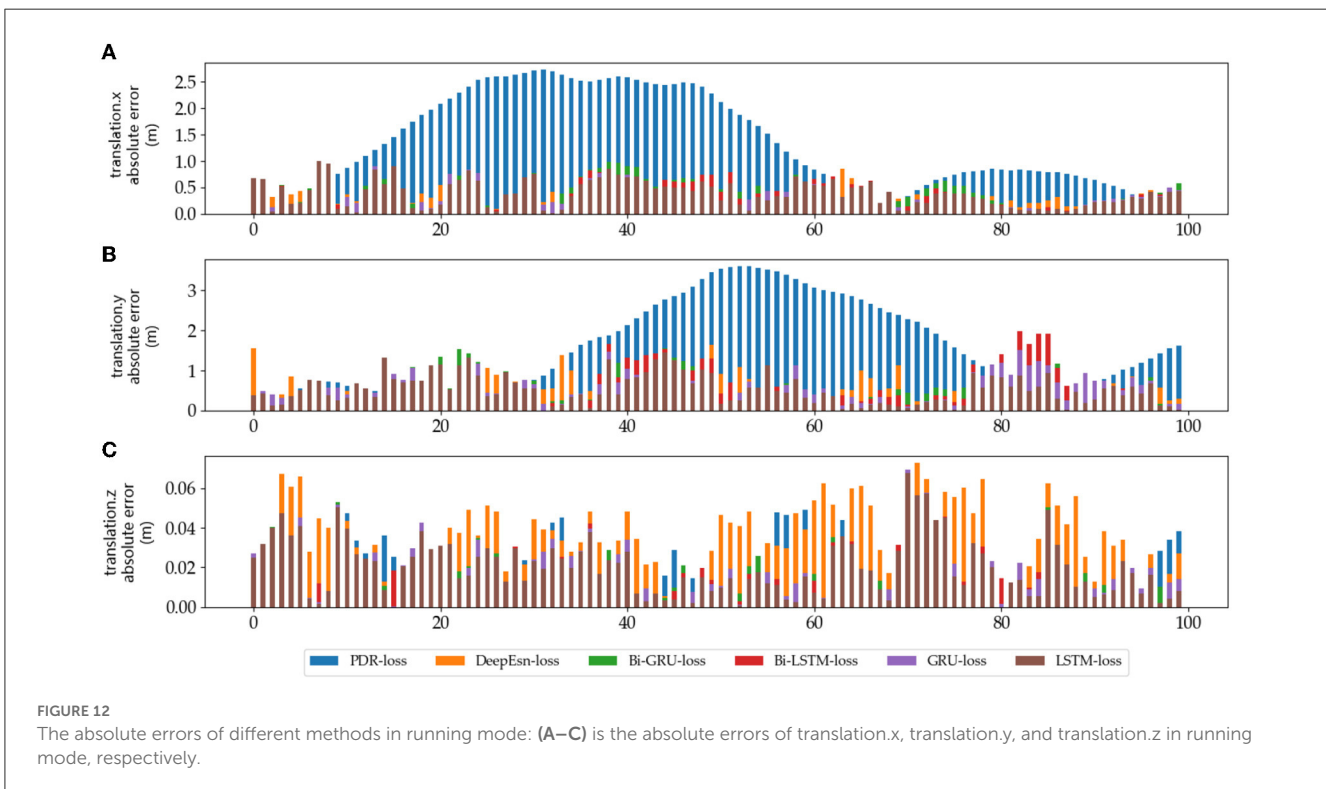 A
translation.x
absolute error
(m)
2.5
2.0
1.5
1.0
0.5
0.0
0 20 40 60 80 100
B
translation.y
absolute error
(m)
3
2
1
0
0 20 40 60 80 100
C
translation.z
absolute error
(m)
0.06
0.04
0.02
0.00
0 20 40 60 80 100
PDR-loss DeepEsn-loss Bi-GRU-loss Bi-LSTM-loss GRU-loss LSTM-loss
FIGURE 12
The absolute errors of different methods in running mode: (A–C) is the absolute errors of translation.x, translation.y, and translation.z in running
mode, respectively.